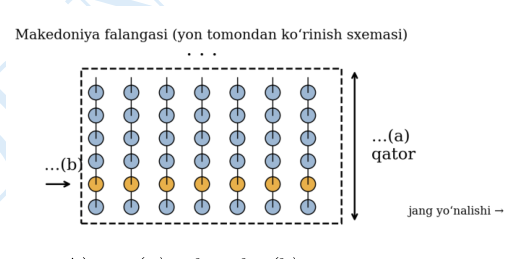 Makedoniya falangasi (yon tomondan ko‘rinish sxemasi)
. . .
...(a)
qator
...(b)
jang yo‘nalishi →